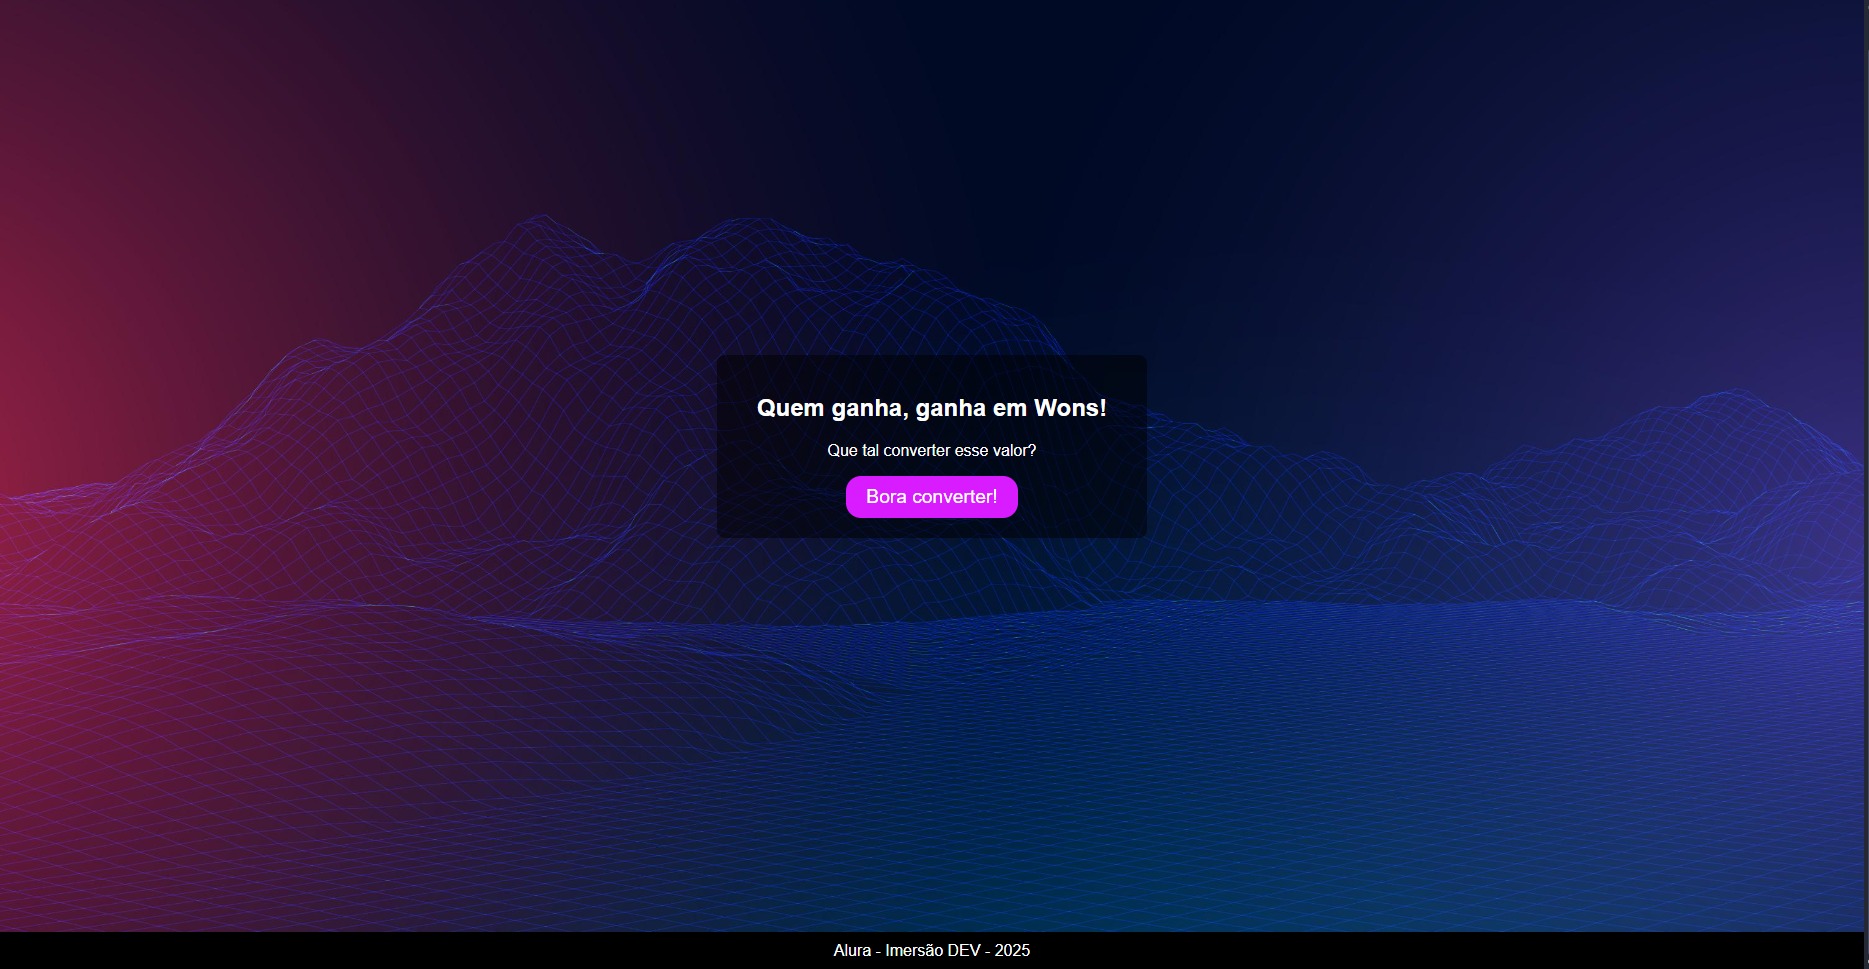 Quem ganha, ganha em Wons!
Que tal converter esse valor?
Bora converter!
Alura - Imersão DEV - 2025